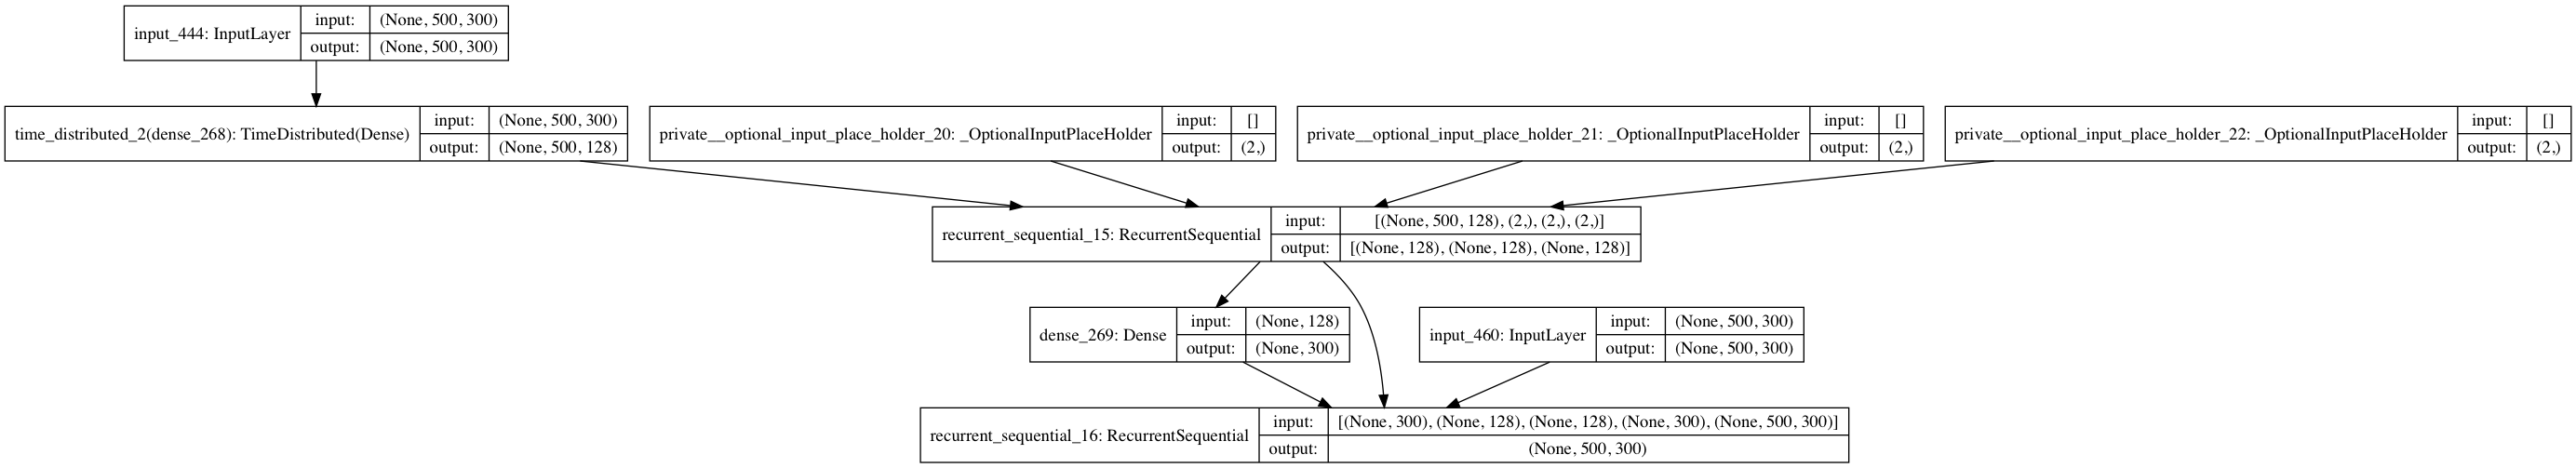 input_444: InputLayer
input: (None, 500, 300)
output: (None, 500, 300)
time_distributed_2(dense_268): TimeDistributed(Dense)
input: (None, 500, 300)
output: (None, 500, 128)
private__optional_input_place_holder_20: _OptionalInputPlaceHolder
input: []
output: (2,)
private__optional_input_place_holder_21: _OptionalInputPlaceHolder
input: []
output: (2,)
private__optional_input_place_holder_22: _OptionalInputPlaceHolder
input: []
output: (2,)
recurrent_sequential_15: RecurrentSequential
input: [(None, 500, 128), (2,), (2,), (2,)]
output: [(None, 128), (None, 128), (None, 128)]
dense_269: Dense
input: (None, 128)
output: (None, 300)
input_460: InputLayer
input: (None, 500, 300)
output: (None, 500, 300)
recurrent_sequential_16: RecurrentSequential
input: [(None, 300), (None, 128), (None, 128), (None, 300), (None, 500, 300)]
output: (None, 500, 300)